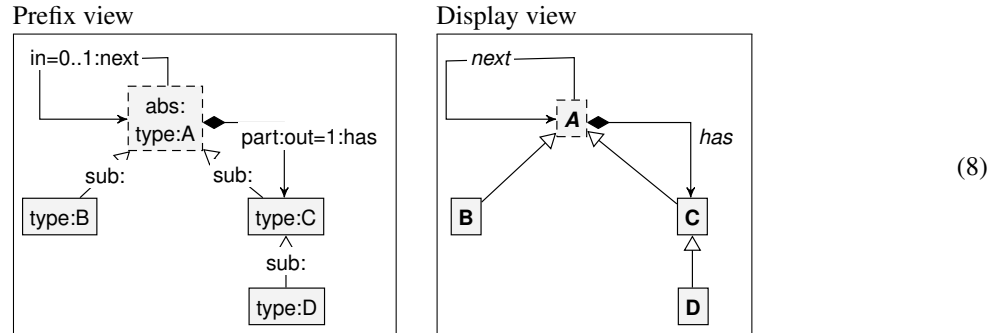 Prefix view
in=0..1:next
abs:
type:A
part:out=1:has
sub:
sub:
type:B
type:C
sub:
type:D
Display view
next
A
has
B
C
D
(8)